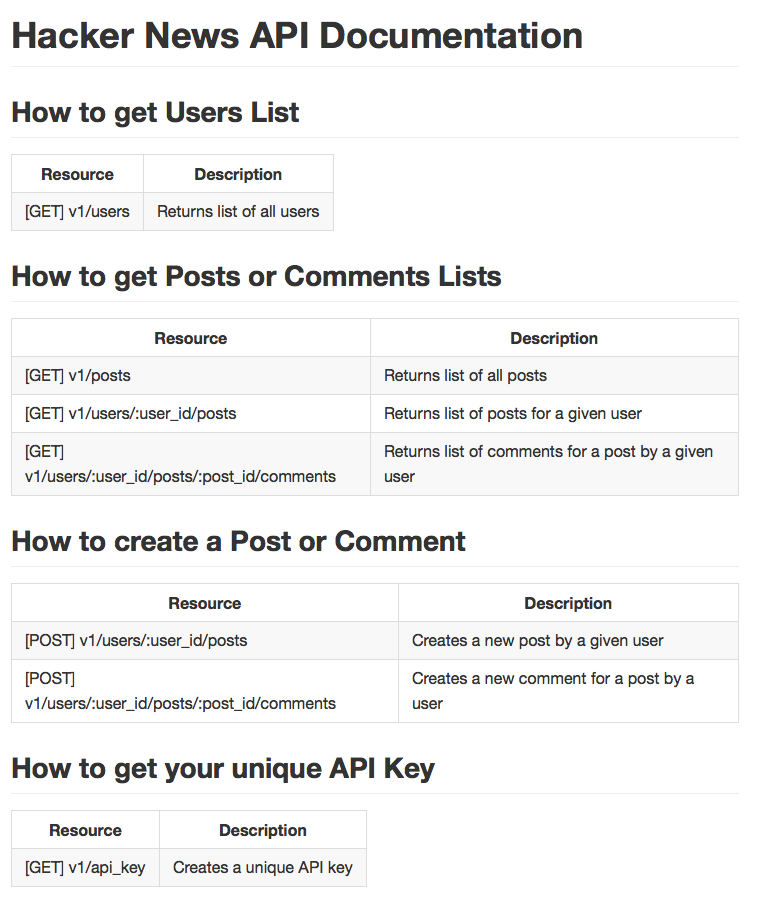 Hacker News API Documentation
How to get Users List
Resource Description
[GET] v1/users Returns list of all users
How to get Posts or Comments Lists
Resource Description
[GET] v1/posts Returns list of all posts
[GET] v1/users/:user_id/posts Returns list of posts for a given user
[GET] Returns list of comments for a post by a given
v1/users/:user_id/posts/:post_id/comments user
How to create a Post or Comment
Resource Description
[POST] v1/users/:user_id/posts Creates a new post by a given user
[POST] Creates a new comment for a post by a
v1/users/:user_id/posts/:post_id/comments user
How to get your unique API Key
Resource Description
[GET] v1/api_key Creates a unique API key